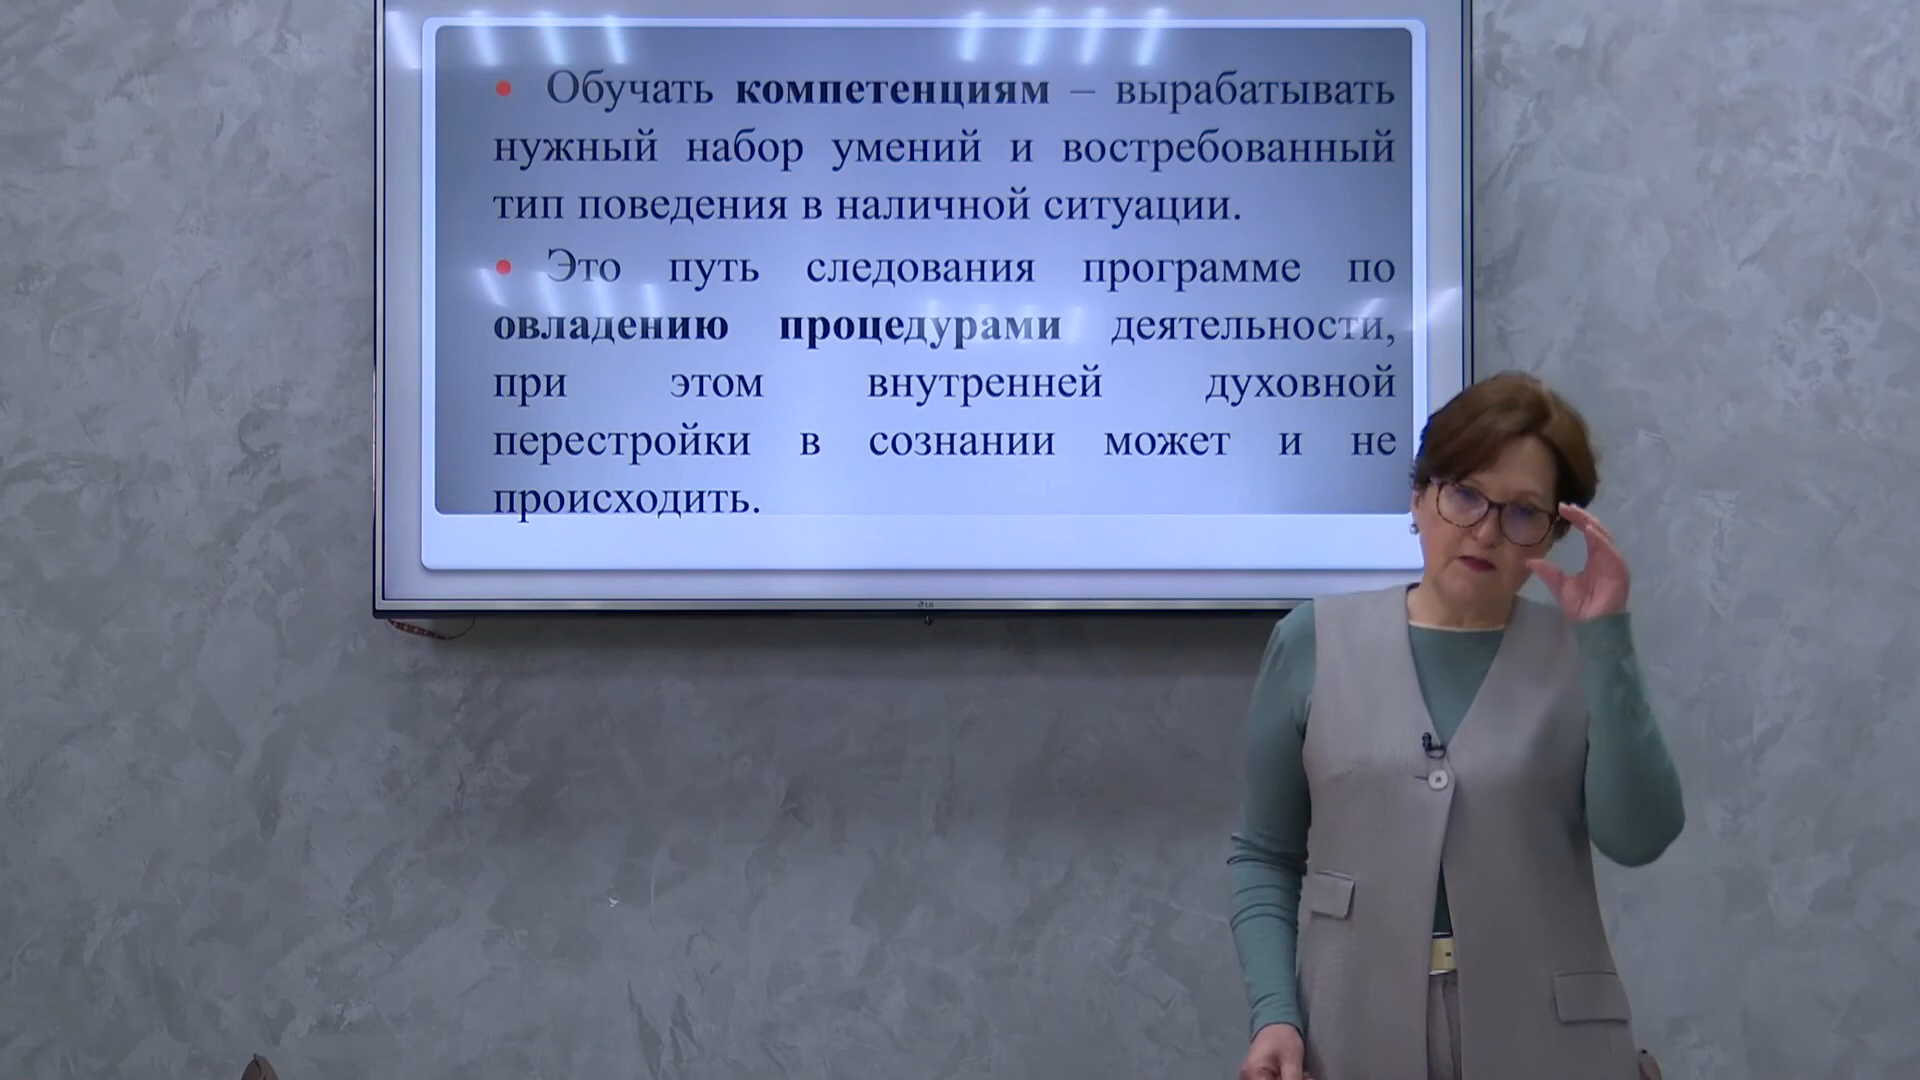 • Обучать компетенциям – вырабатывать
нужный набор умений и востребованный
тип поведения в наличной ситуации.
• Это путь следования программе по
овладению процедурами деятельности,
при этом внутренней духовной
перестройки в сознании может и не
происходить.
LG